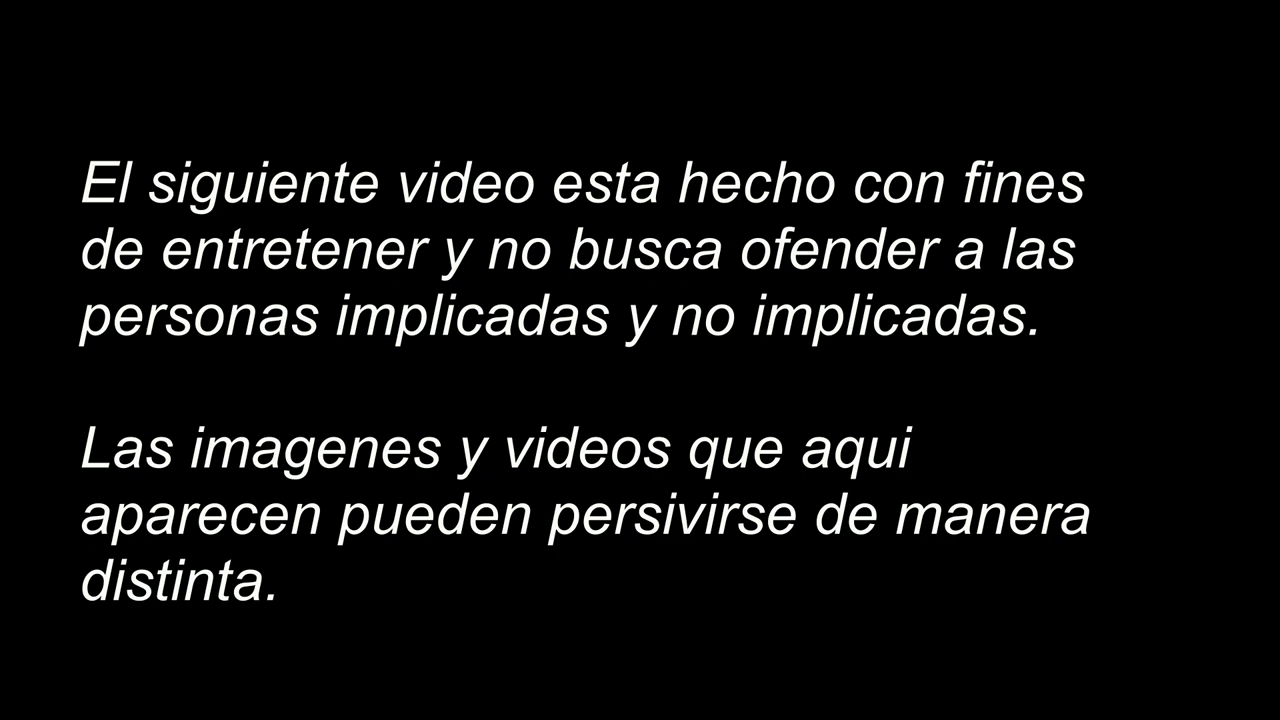 El siguiente video esta hecho con fines
de entretener y no busca ofender a las
personas implicadas y no implicadas.
Las imagenes y videos que aqui
aparecen pueden persivirse de manera
distinta.